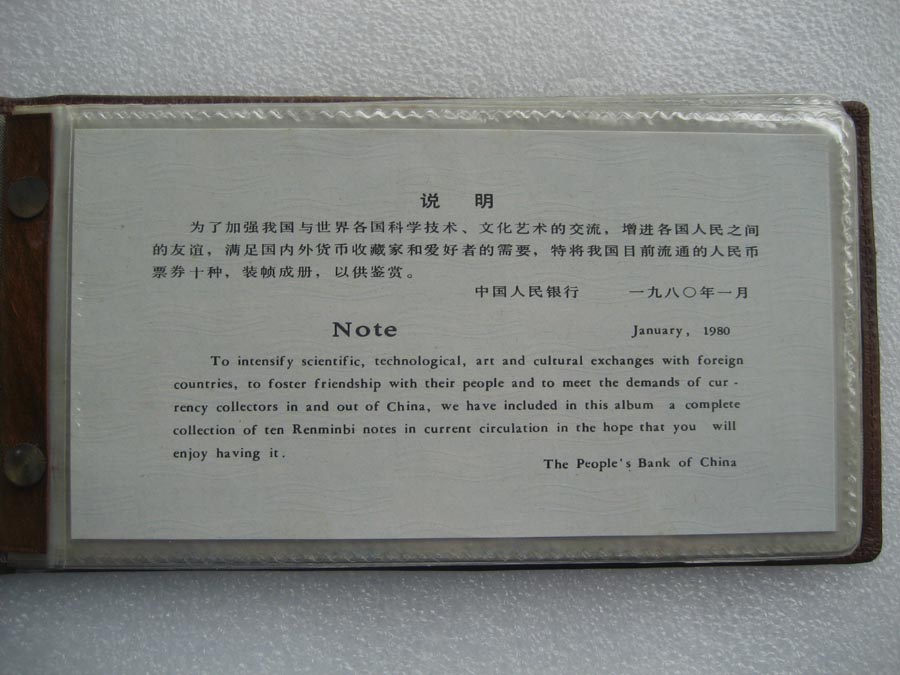 说 明
为了加强我国与世界各国科学技术、文化艺术的交流，增进各国人民之间
的友谊，满足国内外货币收藏家和爱好者的需要，特将我国目前流通的人民币
票券十种，装帧成册，以供鉴赏。
中国人民银行 一九八〇年一月
Note January, 1980
To intensify scientific, technological, art and cultural exchanges with foreign
countries, to foster friendship with their people and to meet the demands of cur -
rency collectors in and out of China, we have included in this album a complete
collection of ten Renminbi notes in current circulation in the hope that you will
enjoy having it.
The People's Bank of China